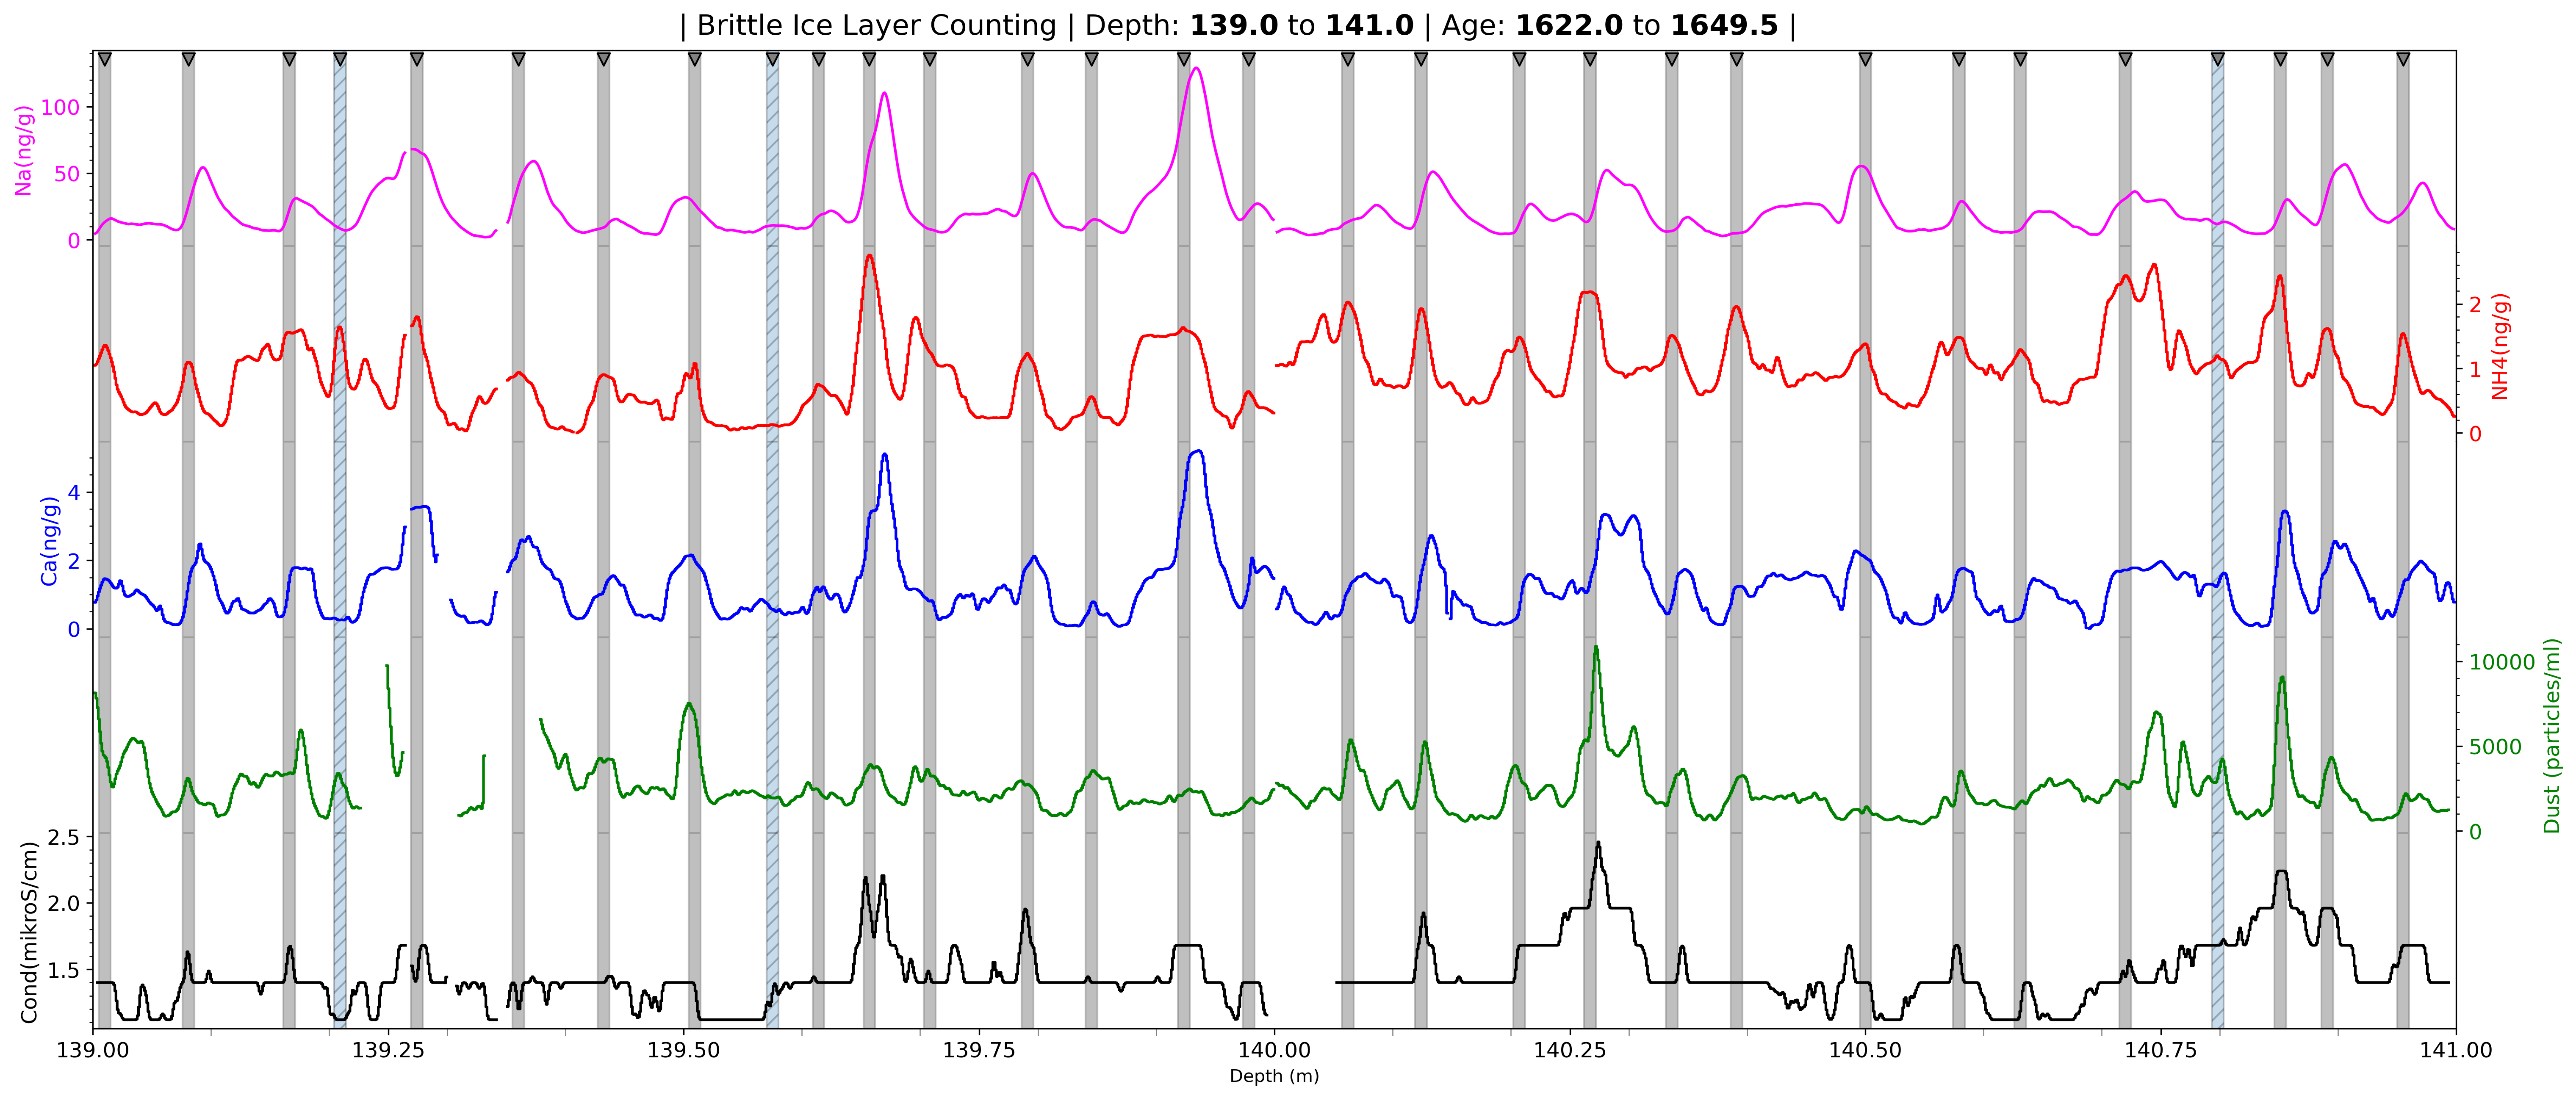 | Brittle Ice Layer Counting | Depth: 139.0 to 141.0 | Age: 1622.0 to 1649.5 |
Na(ng/g)
100
50
0
NH4(ng/g)
2
1
0
Ca(ng/g)
4
2
0
Dust (particles/ml)
10000
5000
0
Cond(mikroS/cm)
2.5
2.0
1.5
139.00 139.25 139.50 139.75 140.00 140.25 140.50 140.75 141.00
Depth (m)